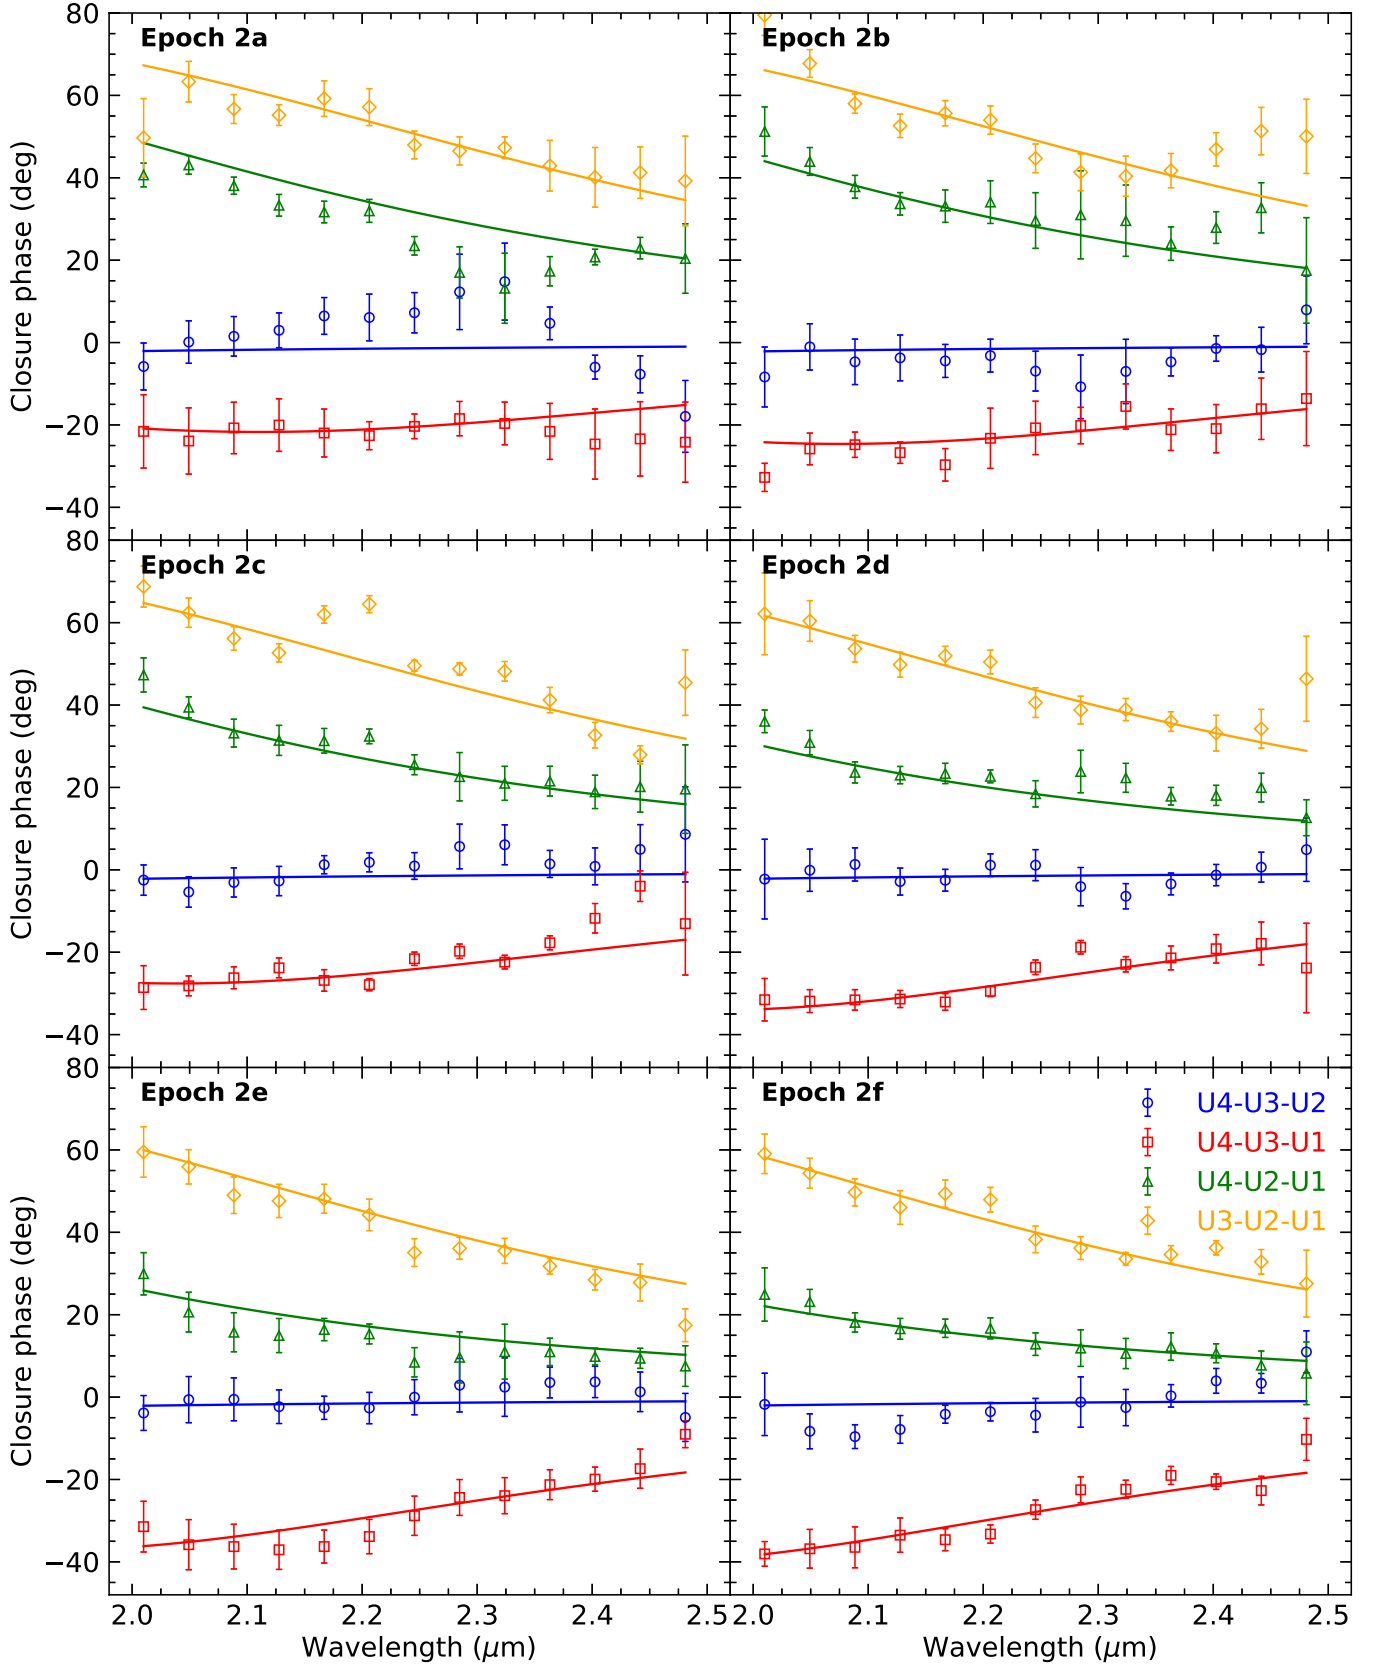 80
60
40
20
0
−20
−40
Closure phase (deg)
Epoch 2a
Epoch 2b
80
60
40
20
0
−20
−40
Closure phase (deg)
Epoch 2c
Epoch 2d
80
60
40
20
0
−20
−40
Closure phase (deg)
Epoch 2e
Epoch 2f
U4-U3-U2
U4-U3-U1
U4-U2-U1
U3-U2-U1
2.0 2.1 2.2 2.3 2.4 2.5
2.0 2.1 2.2 2.3 2.4 2.5
Wavelength (μm)
Wavelength (μm)